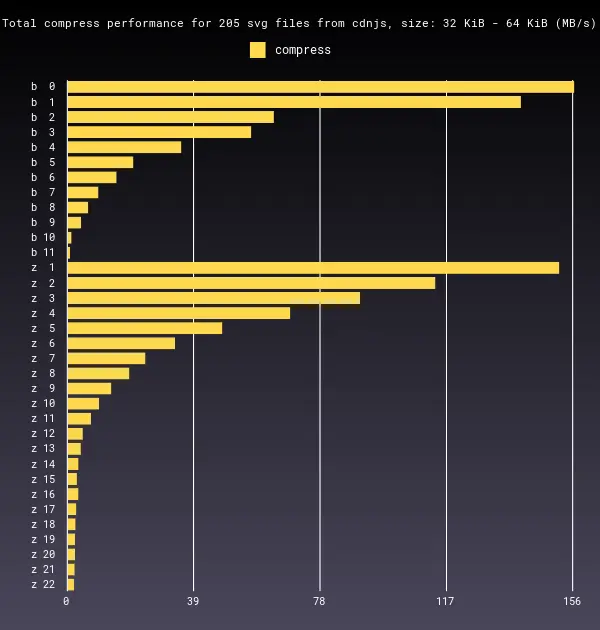 Total compress performance for 205 svg files from cdnjs, size: 32 KiB - 64 KiB (MB/s)
compress
b 0
b 1
b 2
b 3
b 4
b 5
b 6
b 7
b 8
b 9
b 10
b 11
z 1
z 2
z 3
z 4
z 5
z 6
z 7
z 8
z 9
z 10
z 11
z 12
z 13
z 14
z 15
z 16
z 17
z 18
z 19
z 20
z 21
z 22
0 39 78 117 156